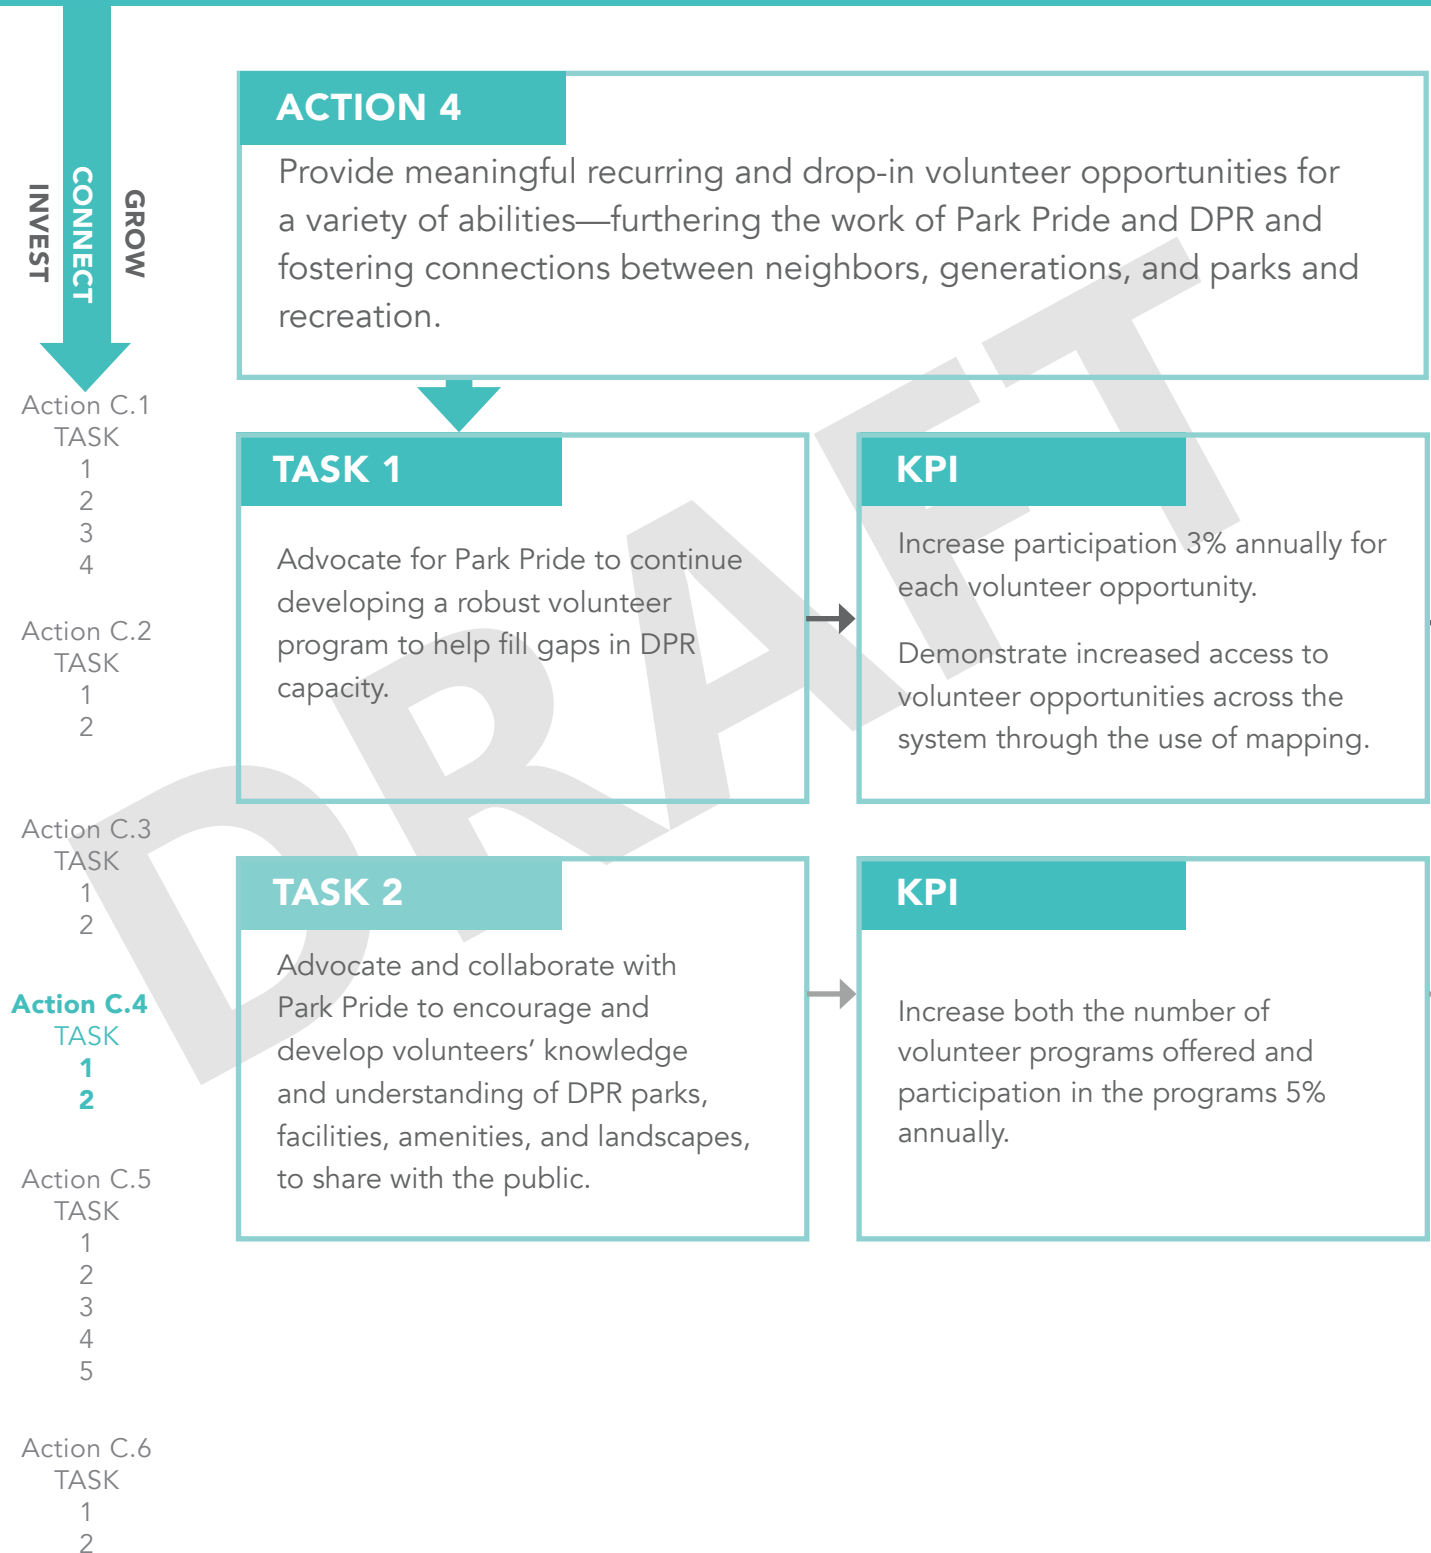 INVEST
CONNECT
GROW
Action C.1
TASK
1
2
3
4
Action C.2
TASK
1
2
Action C.3
TASK
1
2
Action C.4
TASK
1
2
Action C.5
TASK
1
2
3
4
5
Action C.6
TASK
1
2
ACTION 4
Provide meaningful recurring and drop-in volunteer opportunities for
a variety of abilities—furthering the work of Park Pride and DPR and
fostering connections between neighbors, generations, and parks and
recreation.
TASK 1
Advocate for Park Pride to continue
developing a robust volunteer
program to help fill gaps in DPR
capacity.
KPI
Increase participation 3% annually for
each volunteer opportunity.
Demonstrate increased access to
volunteer opportunities across the
system through the use of mapping.
TASK 2
Advocate and collaborate with
Park Pride to encourage and
develop volunteers’ knowledge
and understanding of DPR parks,
facilities, amenities, and landscapes,
to share with the public.
KPI
Increase both the number of
volunteer programs offered and
participation in the programs 5%
annually.
DRAFT